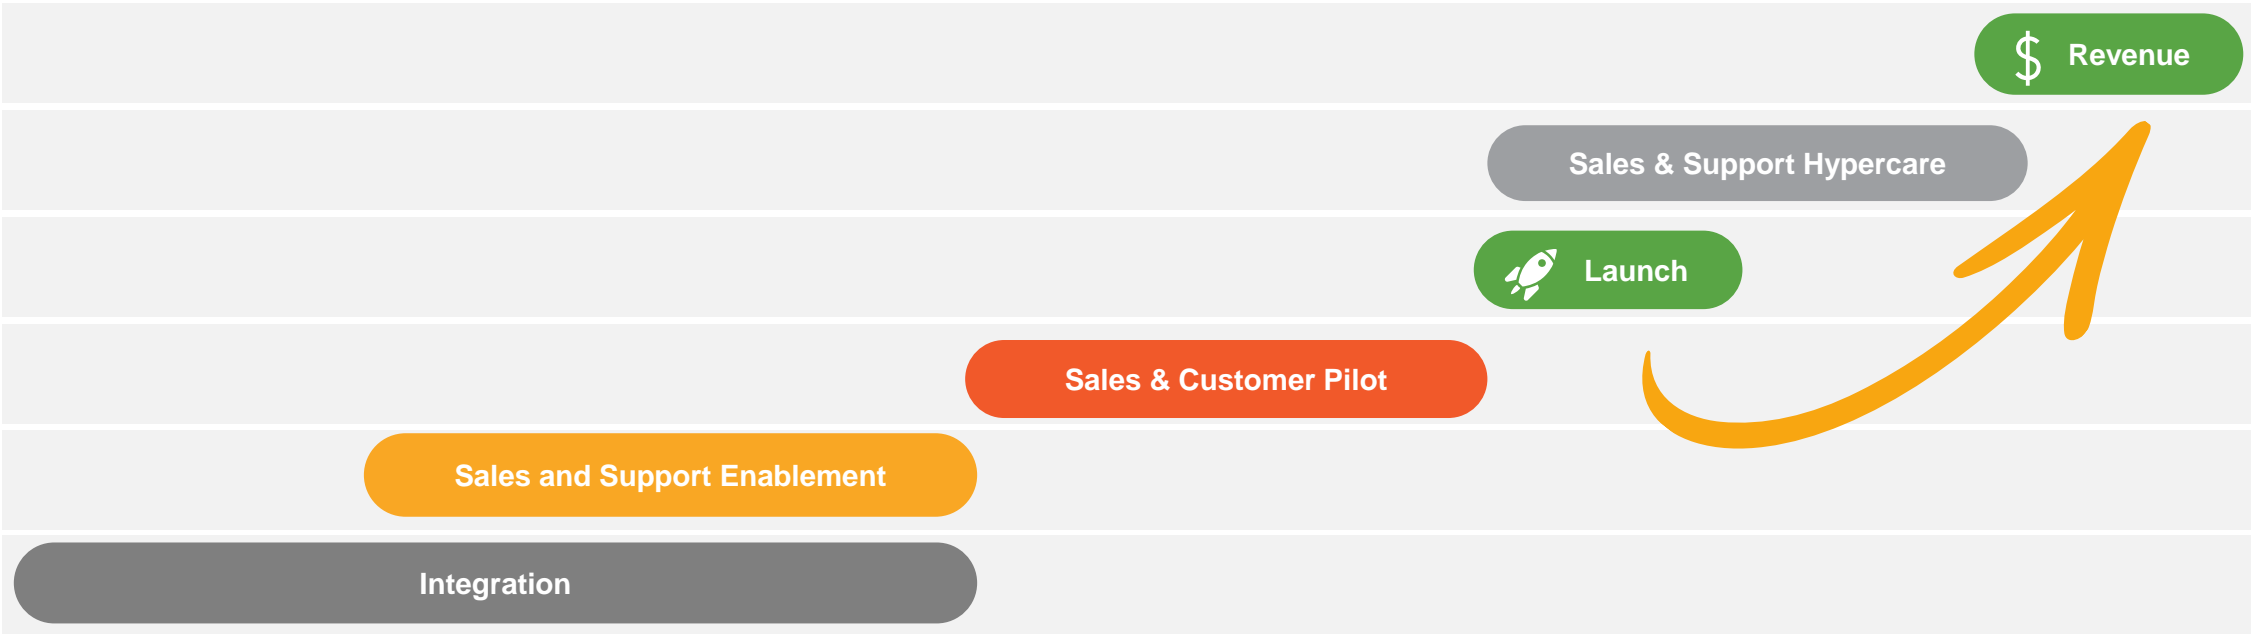 Revenue
Sales & Support Hypercare
Launch
Sales & Customer Pilot
Sales and Support Enablement
Integration